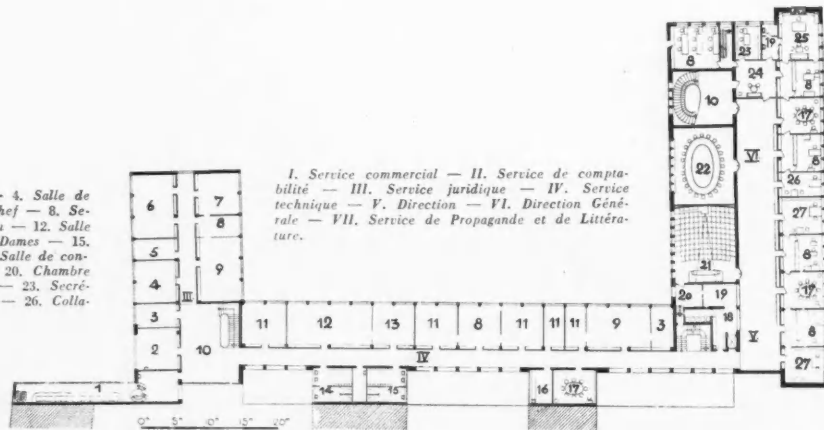 I. Service commercial — II. Service de compta-
bilité — III. Service juridique — IV. Service
technique — V. Direction — VI. Direction Géné-
rale — VII. Service de Propagande et de Littéra-
ture.
4. Salle de
hef — 8. Se-
12. Salle
Dames — 15.
Salle de con-
20. Chambre
— 23. Secré-
— 26. Colla-
8
23
19
25
24
8
10
17
VI
22
8
26
27
21
8
20
19
17
18
V
8
27
6
7
8
5
4
9
III
3
2
10
1
11
12
13
11
8
11
11
11
9
3
IV
14
15
16
17
0"
5"
10"
15"
20"